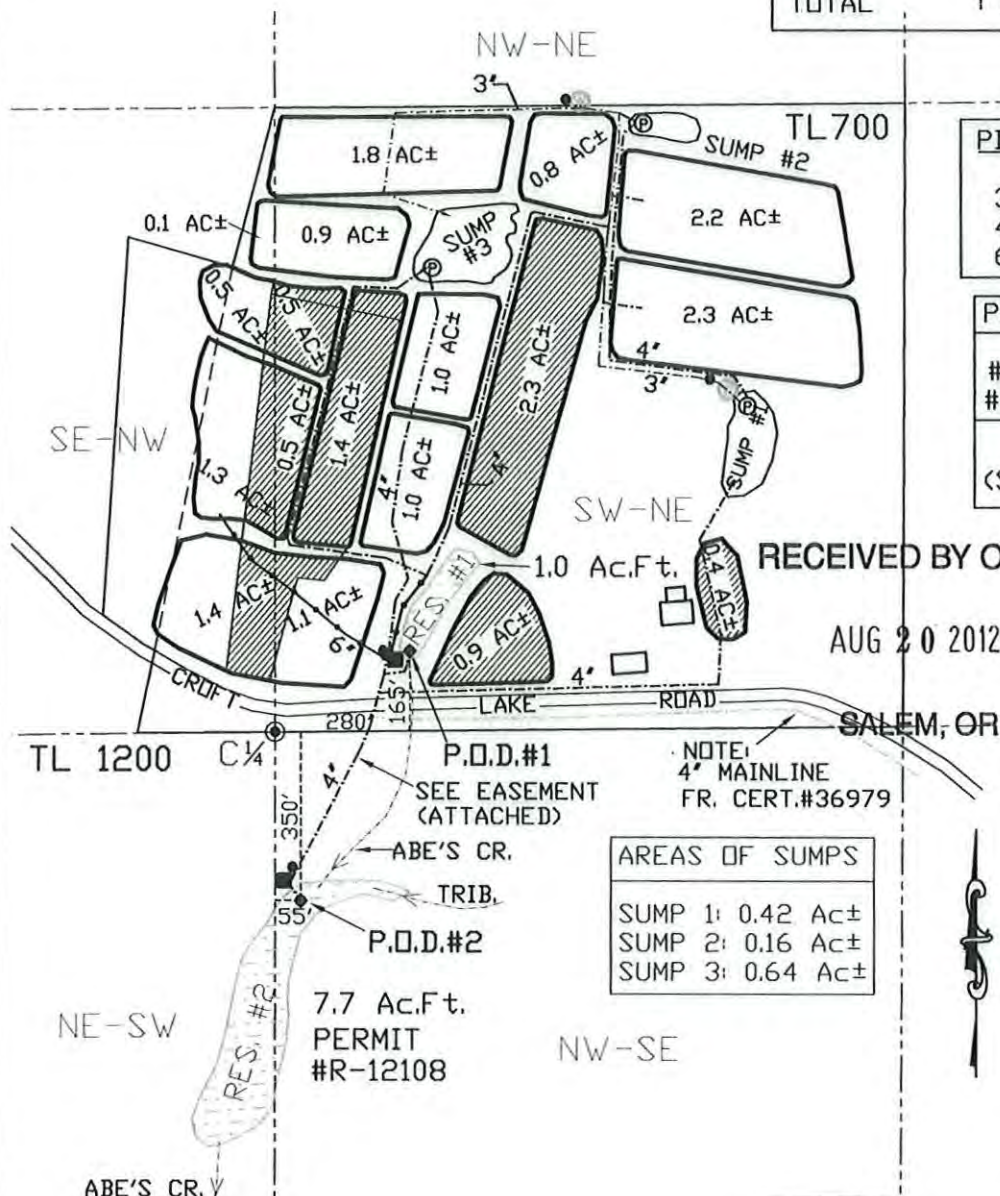 TOTAL
NW-NE
3"
TL700
1.8 AC±
0.8 AC±
SUMP #2
0.1 AC±
0.9 AC±
SUMP #3
2.2 AC±
0.5 AC±
0.5 AC±
2.3 AC±
1.0 AC±
2.3 AC±
4"
3"
SE-NW
0.5 AC±
1.4 AC±
1.3 AC±
4"
1.0 AC±
4"
SUMP #1
SW-NE
1.0 Ac.Ft.
RECEIVED BY
0.4 AC±
RES. #1
1.4 AC±
1.1 AC±
6"
0.9 AC±
AUG 20 2012
4"
CROFT LAKE ROAD
280'
165'
SALEM, OR
TL 1200
C¼
P.O.D.#1
NOTE:
4" MAINLINE
FR. CERT.#36979
4"
SEE EASEMENT
(ATTACHED)
350'
ABE'S CR.
AREAS OF SUMPS
TRIB.
SUMP 1: 0.42 Ac±
SUMP 2: 0.16 Ac±
SUMP 3: 0.64 Ac±
55'
P.O.D.#2
RES. #2
7.7 Ac.Ft.
PERMIT
#R-12108
NE-SW
NW-SE
ABE'S CR.